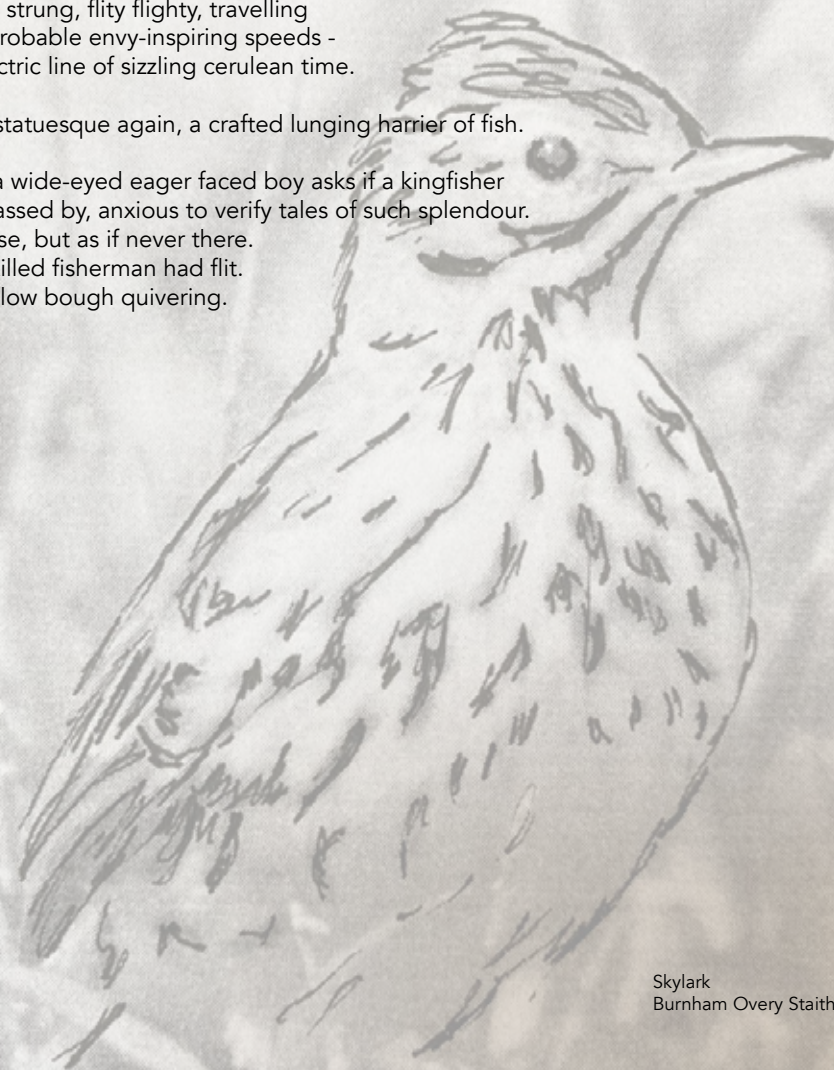 strung, flity flighty, travelling
robable envy-inspiring speeds -
ctric line of sizzling cerulean time.
statuesque again, a crafted lunging harrier of fish.
a wide-eyed eager faced boy asks if a kingfisher
assed by, anxious to verify tales of such splendour.
se, but as if never there.
illed fisherman had flit.
low bough quivering.
Skylark
Burnham Overy Staith